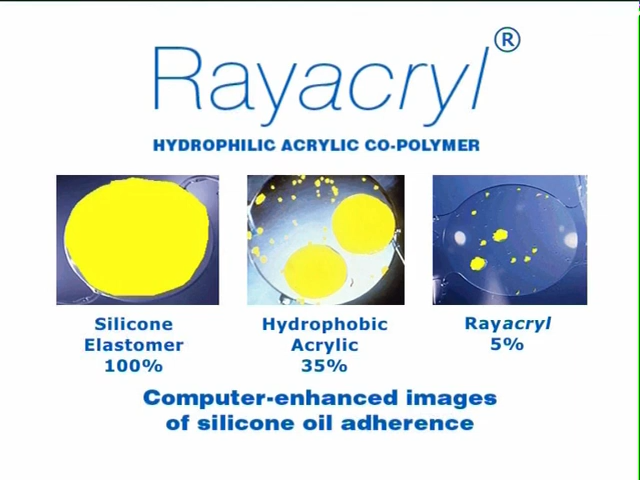 Rayacryl®
HYDROPHILIC ACRYLIC CO-POLYMER
Silicone
Elastomer
100%
Hydrophobic
Acrylic
35%
Rayacryl
5%
Computer-enhanced images
of silicone oil adherence